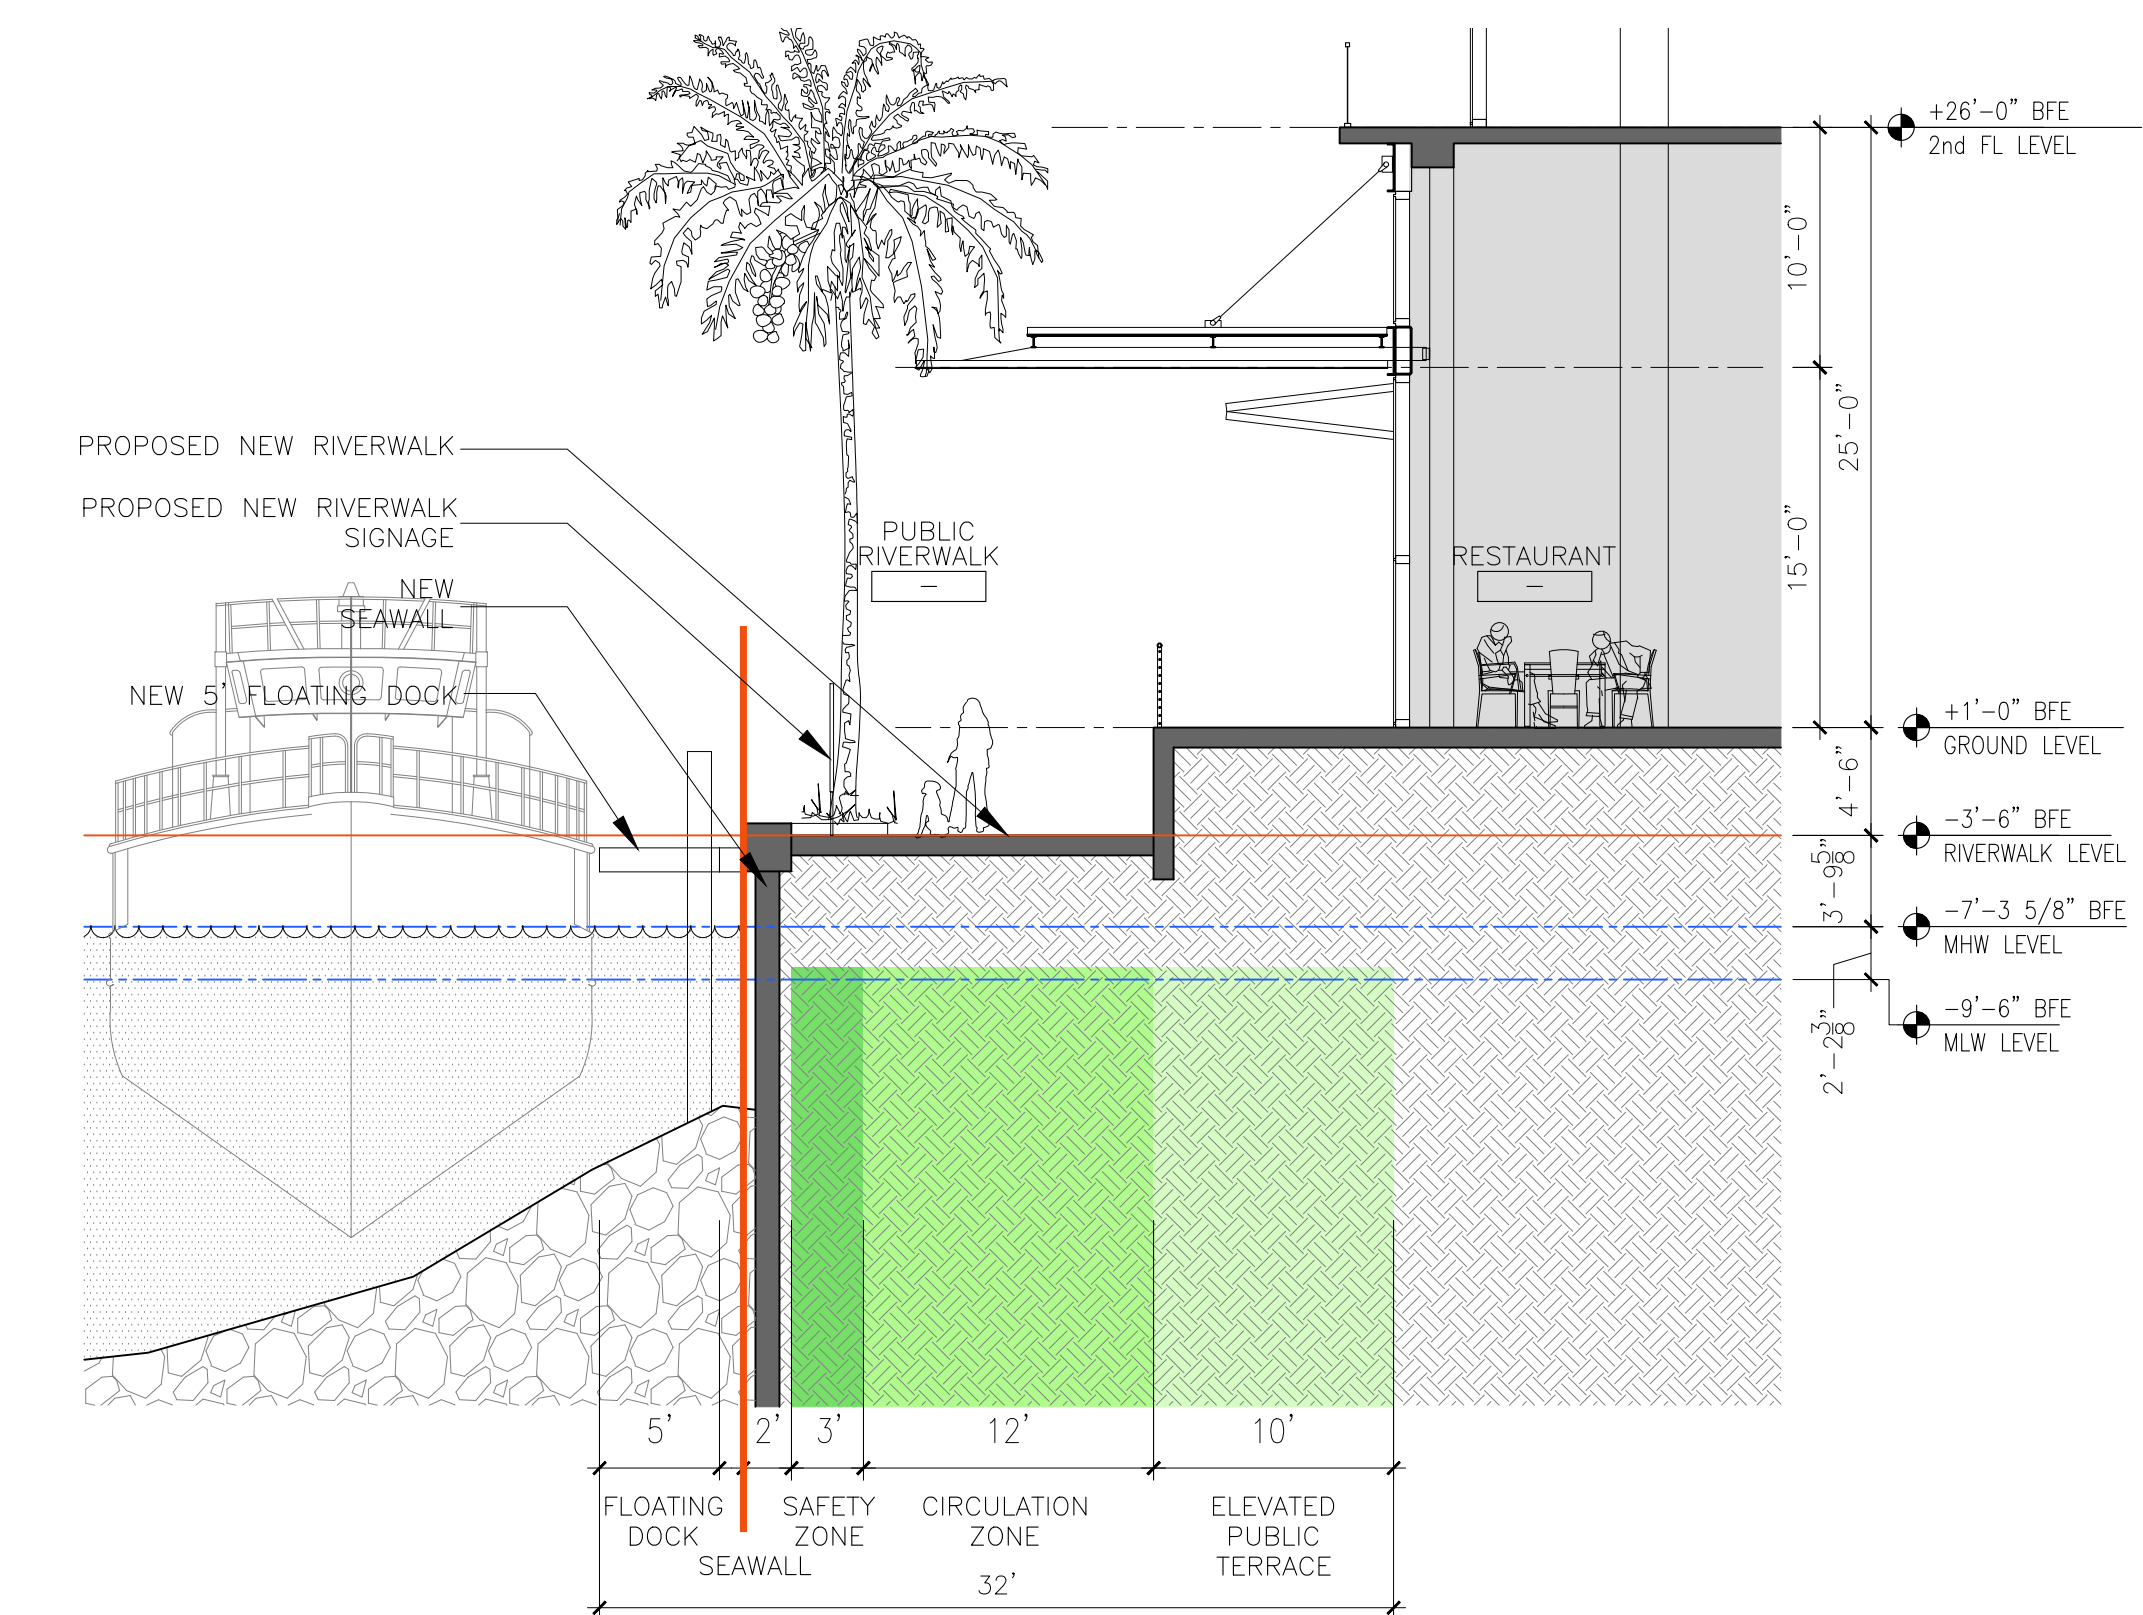 +26'-0" BFE
2nd FL LEVEL
10'-0"
25'-0"
15'-0"
PROPOSED NEW RIVERWALK
PROPOSED NEW RIVERWALK
SIGNAGE
NEW
SEAWALL
NEW 5' FLOATING DOCK
PUBLIC
RIVERWALK
–
RESTAURANT
–
+1'-0" BFE
GROUND LEVEL
4'-6"
-3'-6" BFE
RIVERWALK LEVEL
3'-9 5/8"
-7'-3 5/8" BFE
MHW LEVEL
-9'-6" BFE
MLW LEVEL
2'-2 3/8"
5'
2'
3'
12'
10'
FLOATING
DOCK
SEAWALL
SAFETY
ZONE
CIRCULATION
ZONE
ELEVATED
PUBLIC
TERRACE
32'